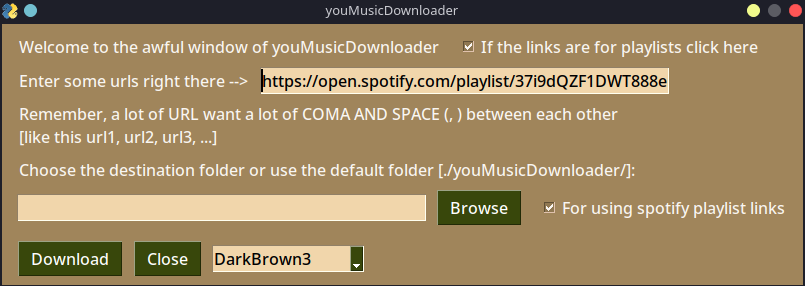 youMusicDownloader
Welcome to the awful window of youMusicDownloader If the links are for playlists click here
Enter some urls right there --> https://open.spotify.com/playlist/37i9dQZF1DWT888e
Remember, a lot of URL want a lot of COMA AND SPACE (, ) between each other
[like this url1, url2, url3, ...]
Choose the destination folder or use the default folder [./youMusicDownloader/]:
Browse For using spotify playlist links
Download Close DarkBrown3